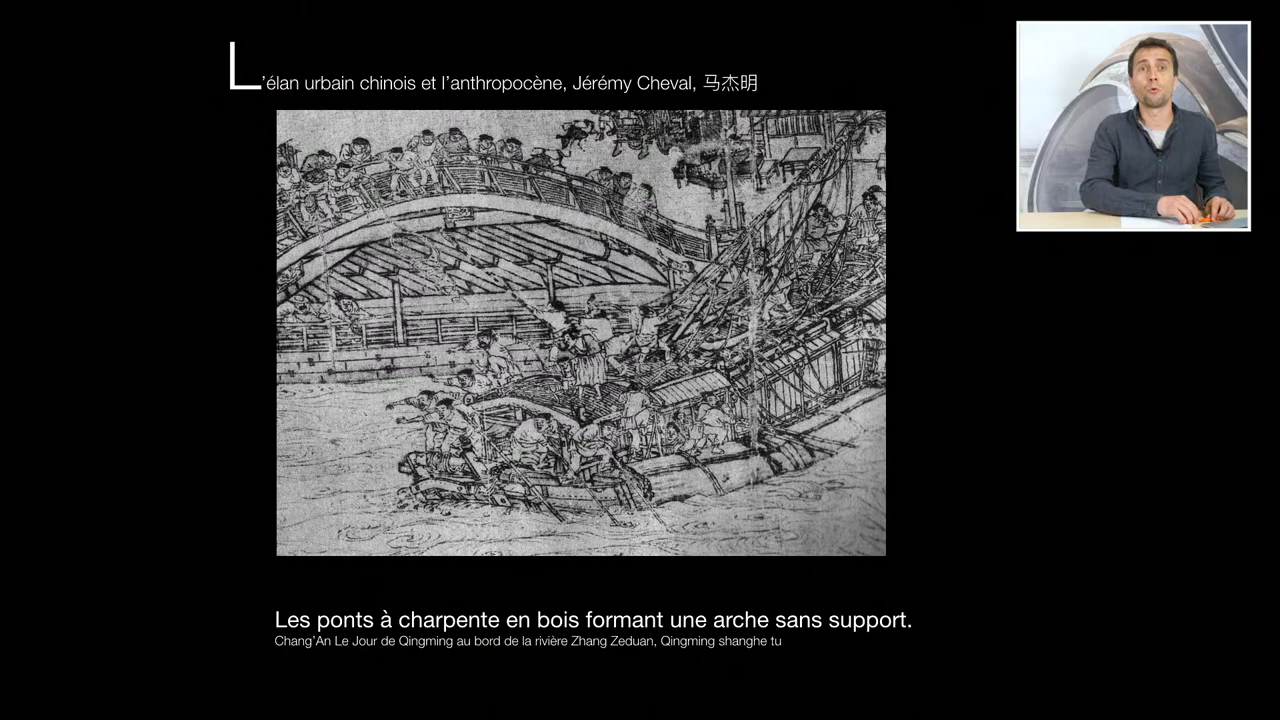 L'élan urbain chinois et l'anthropocène, Jérémy Cheval, 马杰明
Les ponts à charpente en bois formant une arche sans support.
Chang'An Le Jour de Qingming au bord de la rivière Zhang Zeduan, Qingming shanghe tu